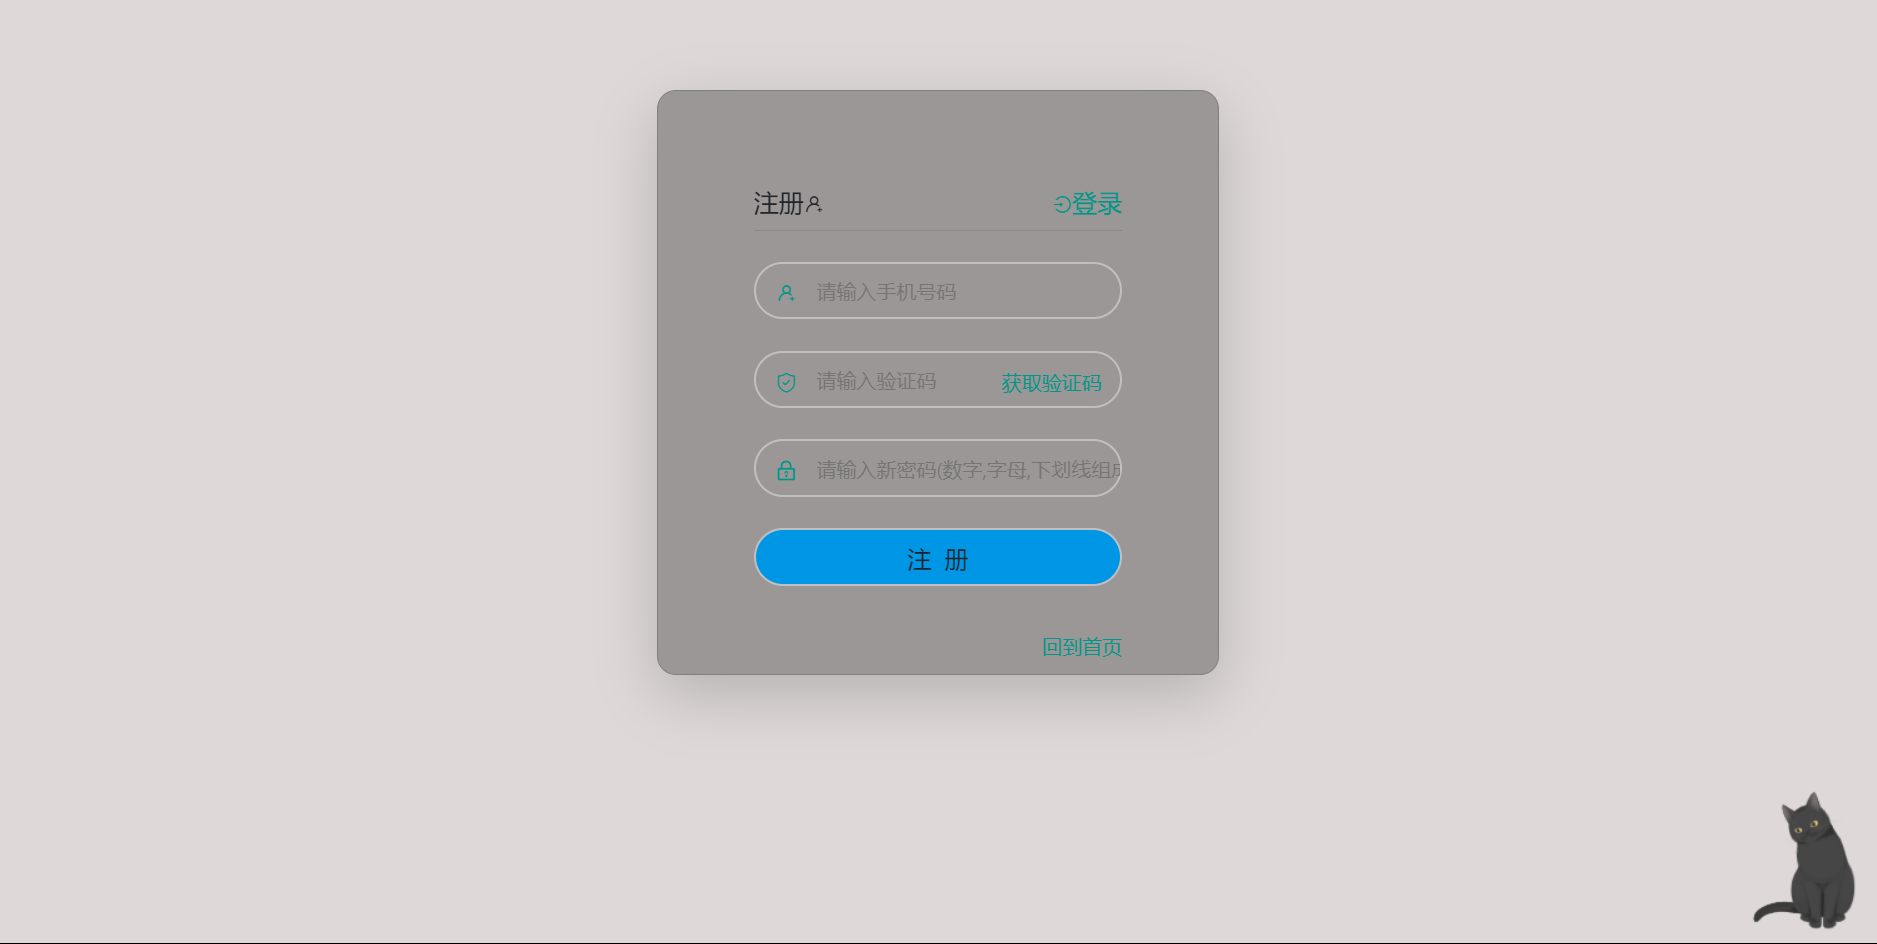 注册 登录
请输入手机号码
请输入验证码 获取验证码
请输入新密码(数字,字母,下划线组
注 册
回到首页